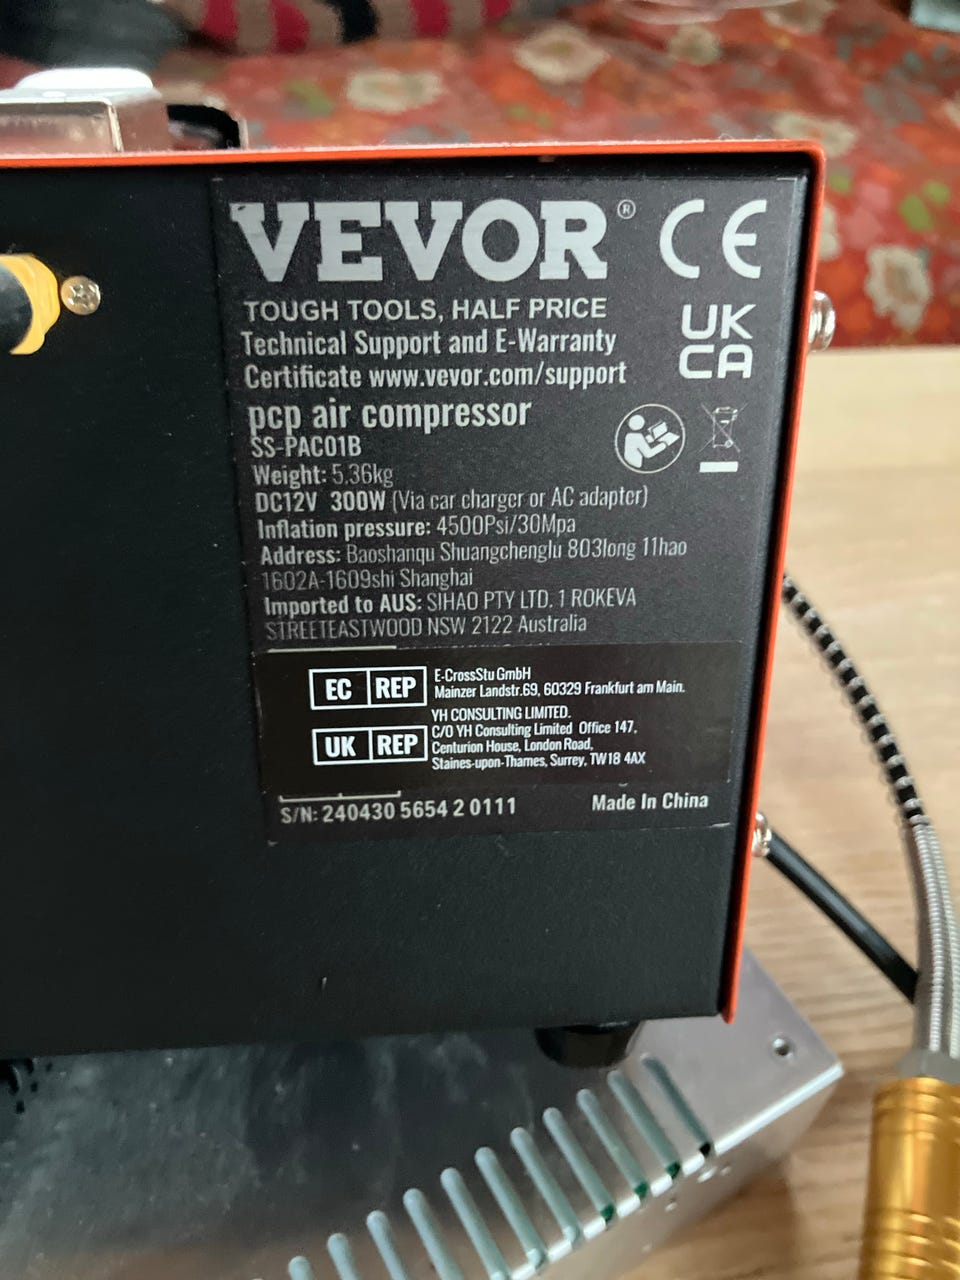 VEVOR®
CE
TOUGH TOOLS, HALF PRICE
Technical Support and E-Warranty
Certificate www.vevor.com/support
UK
CA
pcp air compressor
SS-PAC01B
Weight: 5.36kg
DC12V 300W (Via car charger or AC adapter)
Inflation pressure: 4500Psi/30Mpa
Address: Baoshanqu Shuangchenglu 803long 11hao
1602A-1609shi Shanghai
Imported to AUS: SIHAO PTY LTD. 1 ROKEVA
STREETEASTWOOD NSW 2122 Australia
EC REP
E-CrossStu GmbH
Mainzer Landstr.69, 60329 Frankfurt am Main.
UK REP
YH CONSULTING LIMITED.
C/O YH Consulting Limited Office 147,
Centurion House, London Road,
Staines-upon-Thames, Surrey, TW18 4AX
S/N: 240430 5654 2 0111
Made In China